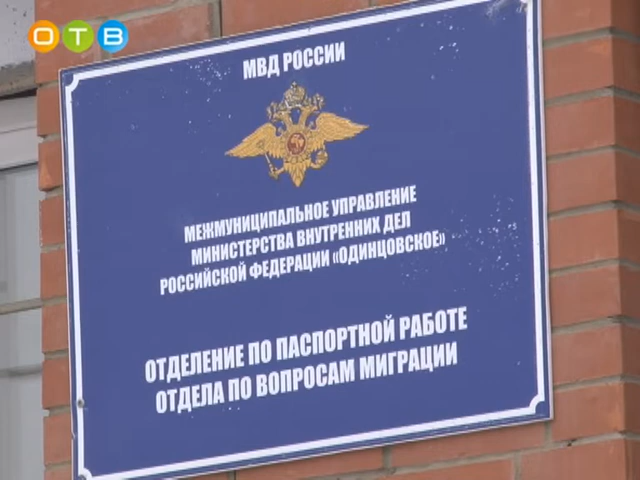 ОТВ
МВД РОССИИ
МЕЖМУНИЦИПАЛЬНОЕ УПРАВЛЕНИЕ
МИНИСТЕРСТВА ВНУТРЕННИХ ДЕЛ
РОССИЙСКОЙ ФЕДЕРАЦИИ «ОДИНЦОВСКОЕ»
ОТДЕЛЕНИЕ ПО ПАСПОРТНОЙ РАБОТЕ
ОТДЕЛА ПО ВОПРОСАМ МИГРАЦИИ